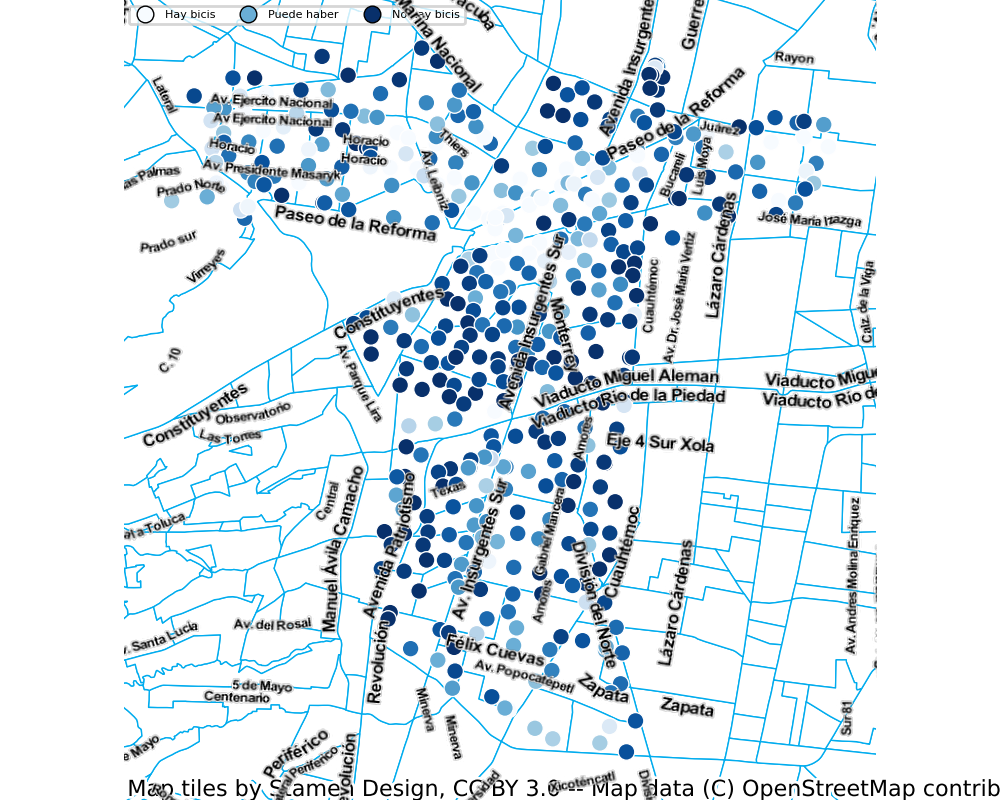 Hay bicis
Puede haber
No hay bicis
Marina Nacional
Avenida Insurgente
Guerre
Rayon
Lateral
Av. Ejercito Nacional
Av Ejercito Nacional
Paseo de la Reforma
Juárez
Horacio
Horacio
Horacio
Thiers
Av. Presidente Masaryk
Av. Leibniz
Bucareli
Luis Moya
as Palmas
Prado Norte
Paseo de la Reforma
José María Izazaga
Prado sur
Virreyes
Lázaro Cárdenas
Av. Dr. José María Vertiz
Cuauhtémoc
Calz. de la Viga
Constituyentes
Avenida Insurgentes Sur
Monterrey
C. 10
Av. Parque Lira
Viaducto Miguel Aleman
Viaducto Migue
Viaducto Rio de la Piedad
Viaducto Rio de
Constituyentes
Observatorio
Las Torres
Amores
Eje 4 Sur Xola
Texas
Central
Manuel Ávila Camacho
Avenida Patriotismo
Av. Insurgentes Sur
Amores
Gabriel Mancera
División del Norte
Cuauhtémoc
Lázaro Cárdenas
Av. Andres Molina Enriquez
ta-Toluca
. Santa Lucia
Av. del Rosal
Revolución
Félix Cuevas
Av. Popocatepetl
5 de Mayo
Centenario
Minerva
Minerva
Zapata
Zapata
Sur 81
e Mayo
Periférico
Periferico
evolución
Xicoténcatl
Map tiles by Stamen Design, CC BY 3.0 -- Map data (C) OpenStreetMap contrib